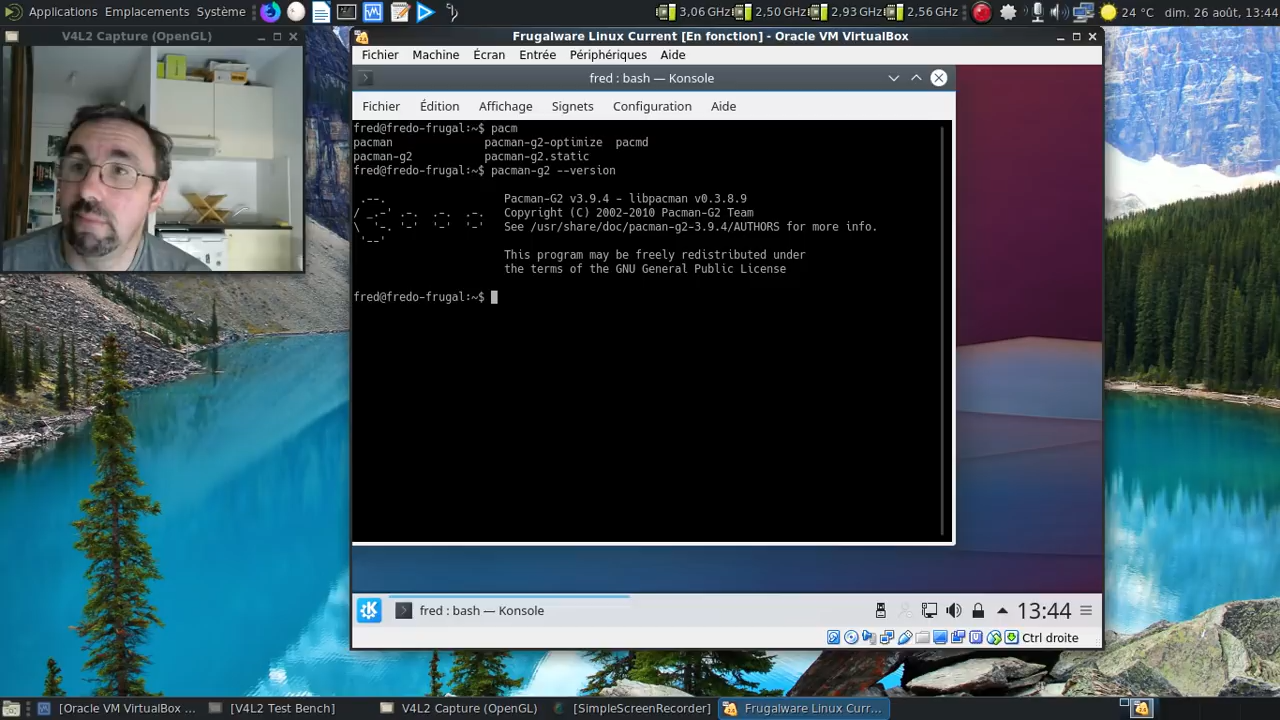 Applications Emplacements Système
3,06 GHz 2,50 GHz 2,93 GHz 2,56 GHz 24 °C dim. 26 août, 13:44
V4L2 Capture (OpenGL)
Frugalware Linux Current [En fonction] - Oracle VM VirtualBox
Fichier Machine Écran Entrée Périphériques Aide
fred : bash — Konsole
Fichier Édition Affichage Signets Configuration Aide
fred@fredo-frugal:~$ pacm
pacman pacman-g2-optimize pacmd
pacman-g2 pacman-g2.static
fred@fredo-frugal:~$ pacman-g2 --version
 .--. Pacman-G2 v3.9.4 - libpacman v0.3.8.9
/ _.-' .-. .-. .-. Copyright (C) 2002-2010 Pacman-G2 Team
\ '-. '-' '-' '-' See /usr/share/doc/pacman-g2-3.9.4/AUTHORS for more info.
 '--'
This program may be freely redistributed under
the terms of the GNU General Public License
fred@fredo-frugal:~$
fred : bash — Konsole
13:44
Ctrl droite
[Oracle VM VirtualBox ... [V4L2 Test Bench] V4L2 Capture (OpenGL) [SimpleScreenRecorder] Frugalware Linux Curr...